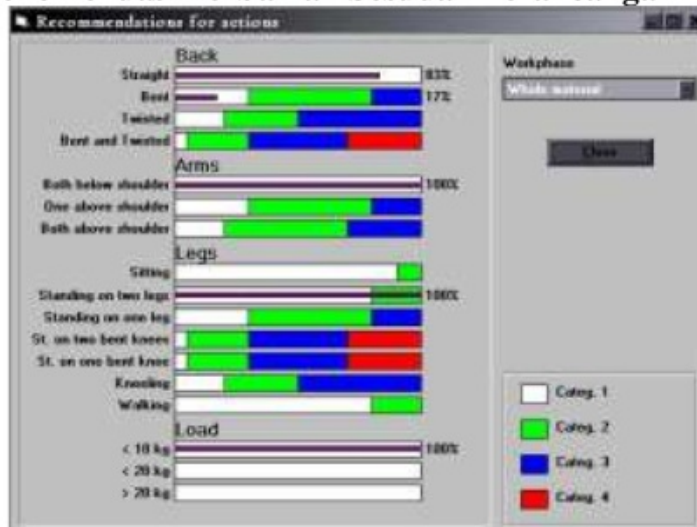 Recommendations for actions
Back
Straight 83%
Bent 17%
Twisted
Bent and Twisted
Arms
Both below shoulder 100%
One above shoulder
Both above shoulder
Legs
Sitting
Standing on two legs 100%
Standing on one leg
St. on two bent knees
St. on one bent knee
Kneeling
Walking
Load
< 10 kg 100%
< 20 kg
> 20 kg
Workphase
Whole material
Close
Categ. 1
Categ. 2
Categ. 3
Categ. 4